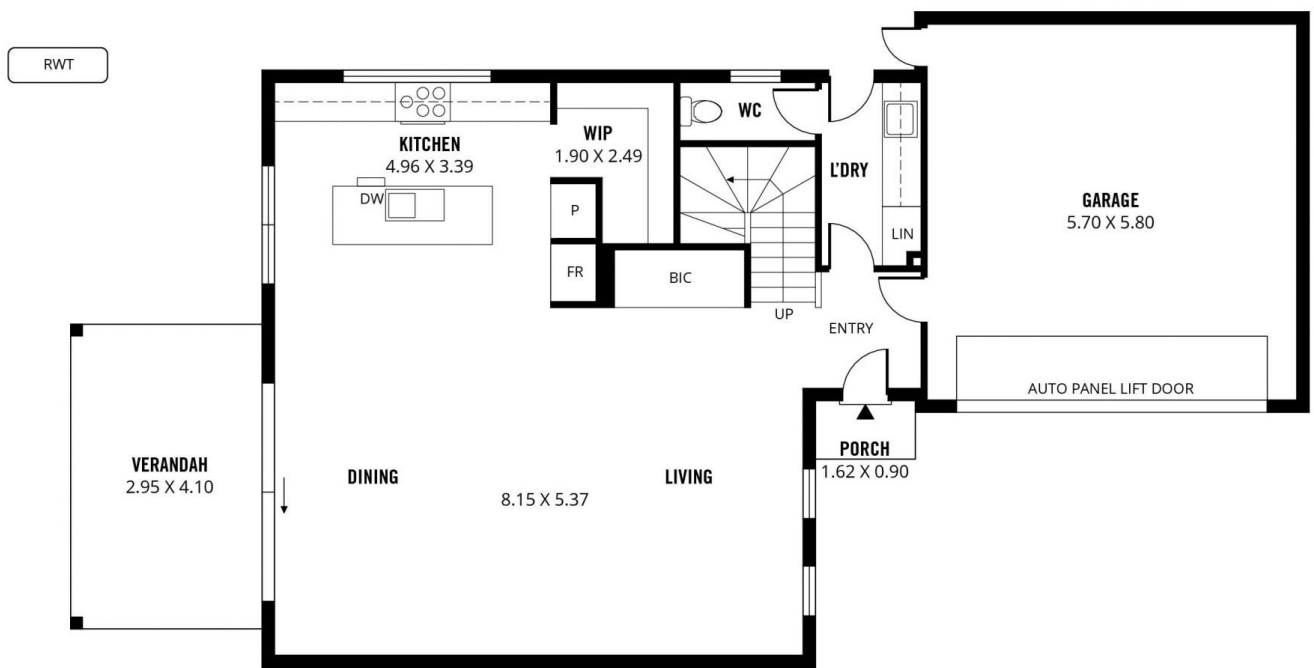 RWT
KITCHEN
4.96 X 3.39
DW
WIP
1.90 X 2.49
P
FR
BIC
WC
L'DRY
LIN
UP
ENTRY
GARAGE
5.70 X 5.80
AUTO PANEL LIFT DOOR
PORCH
1.62 X 0.90
VERANDAH
2.95 X 4.10
DINING
LIVING
8.15 X 5.37